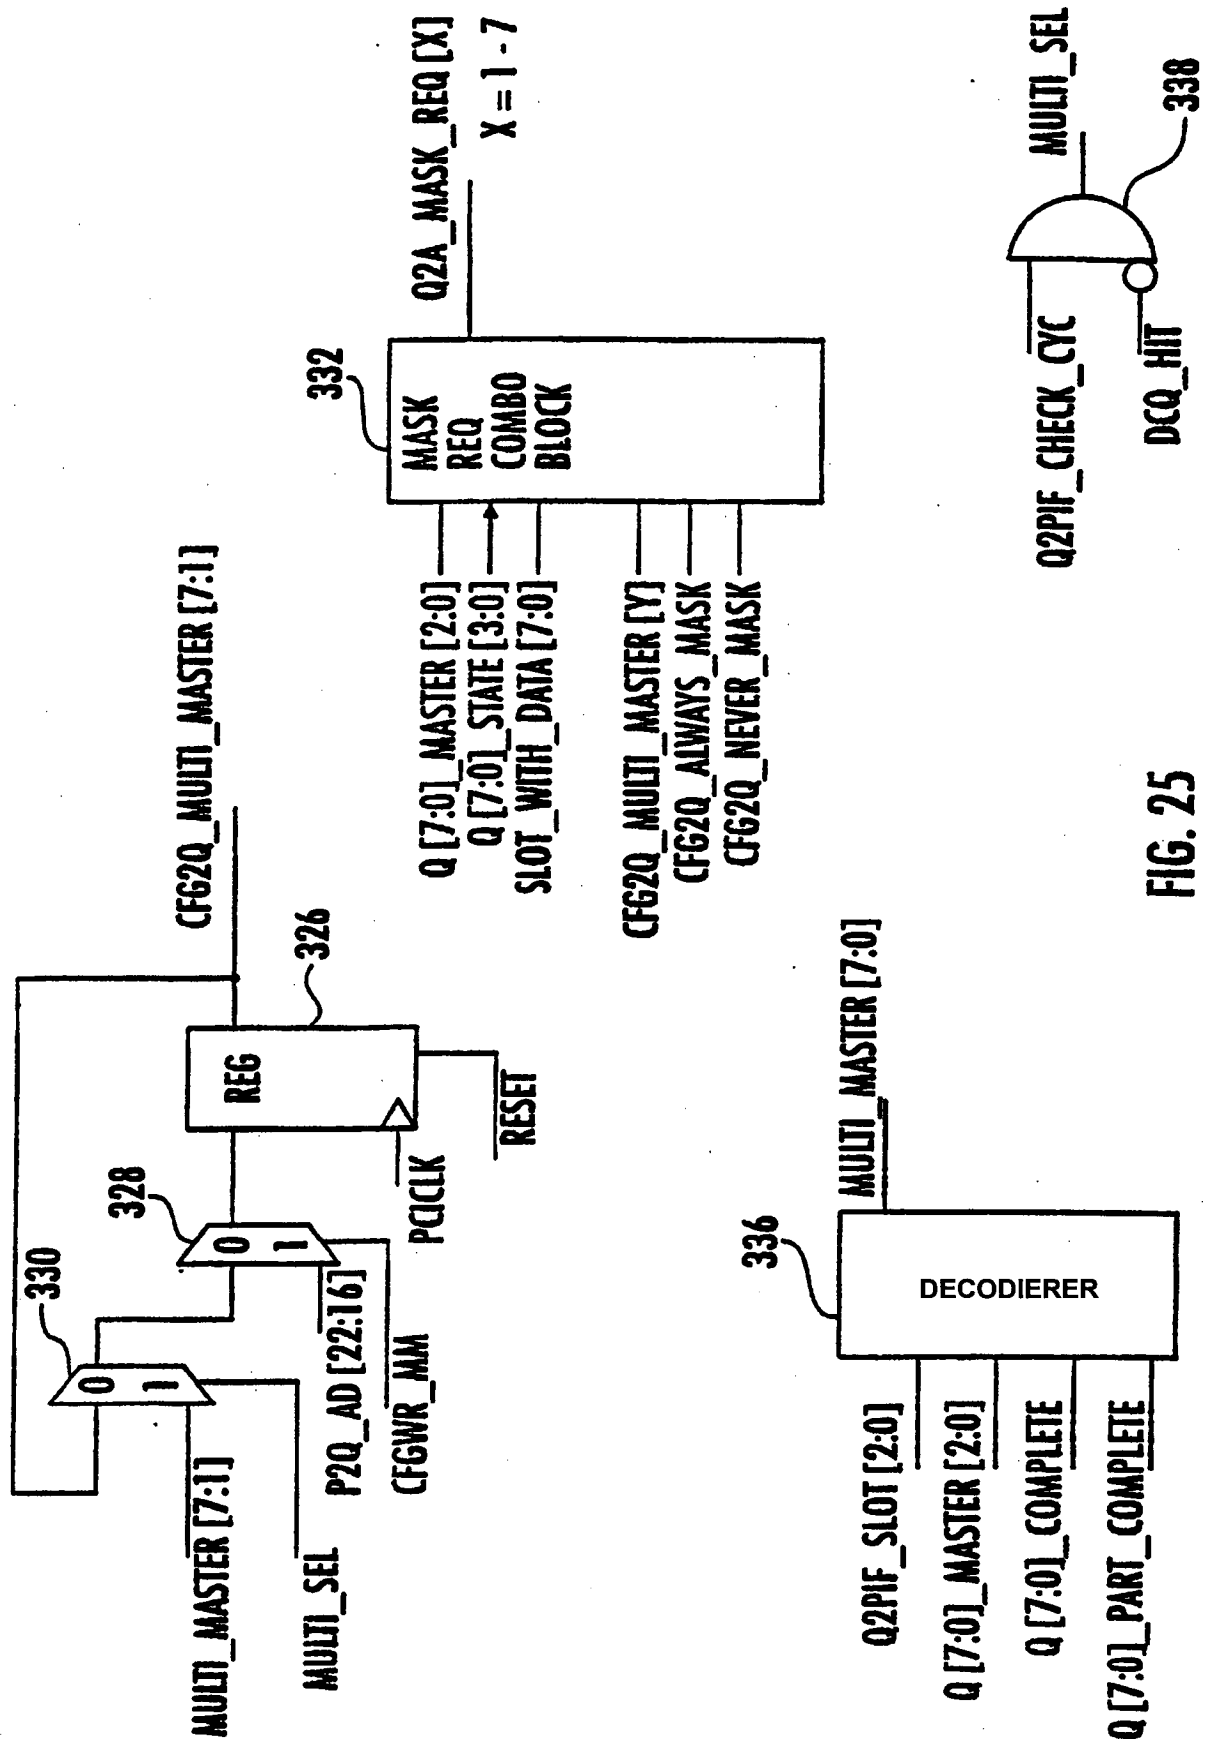 330
0
1
MULTI_MASTER [7:1]
MULTI_SEL
328
0
1
P2Q_AD [22:16]
CFGWR_MM
REG
326
PCICLK
RESET
CFG2Q_MULTI_MASTER [7:1]
332
MASK
REQ
COMBO
BLOCK
Q [7:0]_MASTER [2:0]
Q [7:0]_STATE [3:0]
SLOT_WITH_DATA [7:0]
CFG2Q_MULTI_MASTER [Y]
CFG2Q_ALWAYS_MASK
CFG2Q_NEVER_MASK
Q2A_MASK_REQ [X]
X = 1 - 7
336
DECODIERER
Q2PIF_SLOT [2:0]
Q [7:0]_MASTER [2:0]
Q [7:0]_COMPLETE
Q [7:0]_PART_COMPLETE
MULTI_MASTER [7:0]
Q2PIF_CHECK_CYC
DCQ_HIT
MULTI_SEL
338
FIG. 25